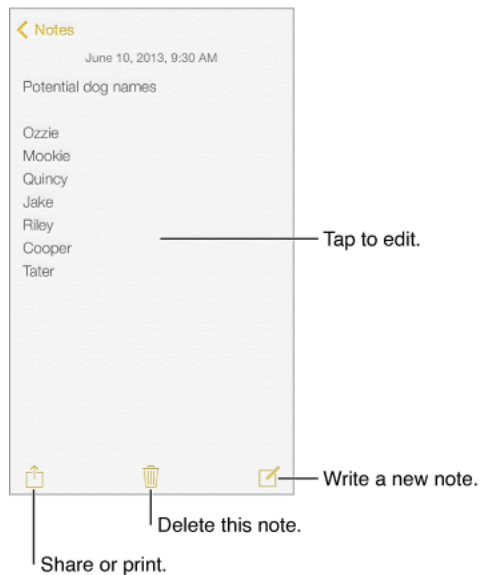 Notes
June 10, 2013, 9:30 AM
Potential dog names
Ozzie
Mookie
Quincy
Jake
Riley
Cooper
Tater
Tap to edit.
Write a new note.
Delete this note.
Share or print.